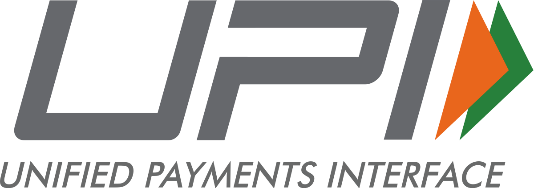 UPI
UNIFIED PAYMENTS INTERFACE